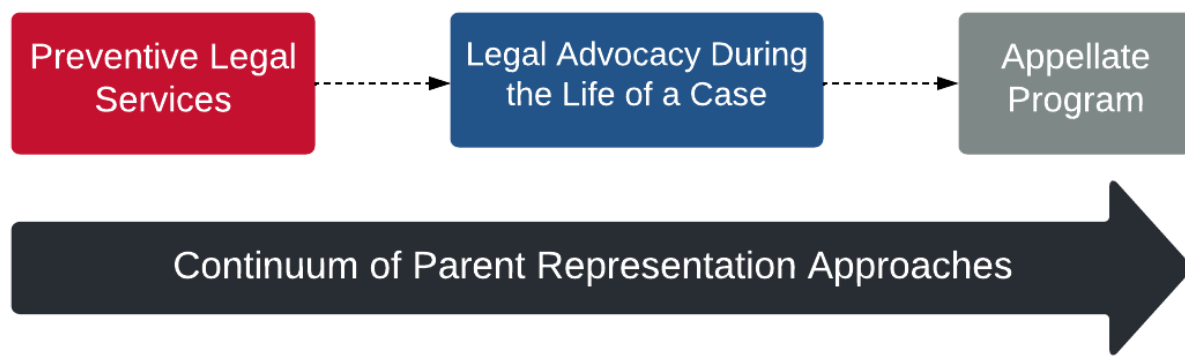 Preventive Legal
Services
Legal Advocacy During
the Life of a Case
Appellate
Program
Continuum of Parent Representation Approaches